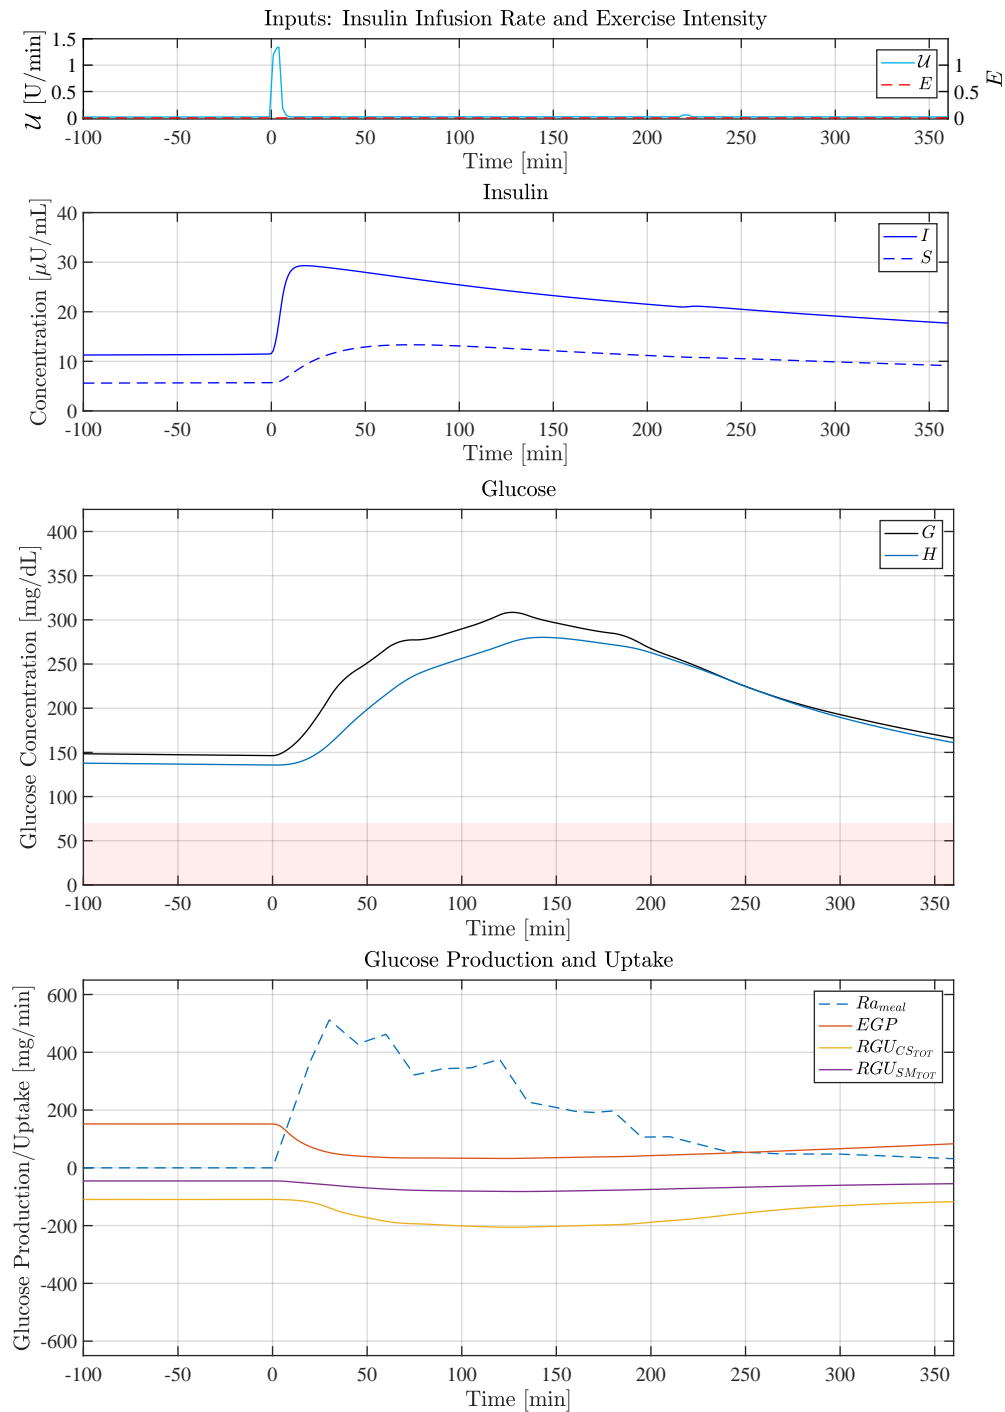 Inputs: Insulin Infusion Rate and Exercise Intensity
1.5
1
0.5
0
𝒰 [U/min]
1
0.5
0
E
𝒰
E
-100 -50 0 50 100 150 200 250 300 350
Time [min]
Insulin
40
30
20
10
0
Concentration [μU/mL]
I
S
-100 -50 0 50 100 150 200 250 300 350
Time [min]
Glucose
400
350
300
250
200
150
100
50
0
Glucose Concentration [mg/dL]
G
H
-100 -50 0 50 100 150 200 250 300 350
Time [min]
Glucose Production and Uptake
600
400
200
0
-200
-400
-600
Glucose Production/Uptake [mg/min]
Ra_meal
EGP
RGU_CS_TOT
RGU_SM_TOT
-100 -50 0 50 100 150 200 250 300 350
Time [min]